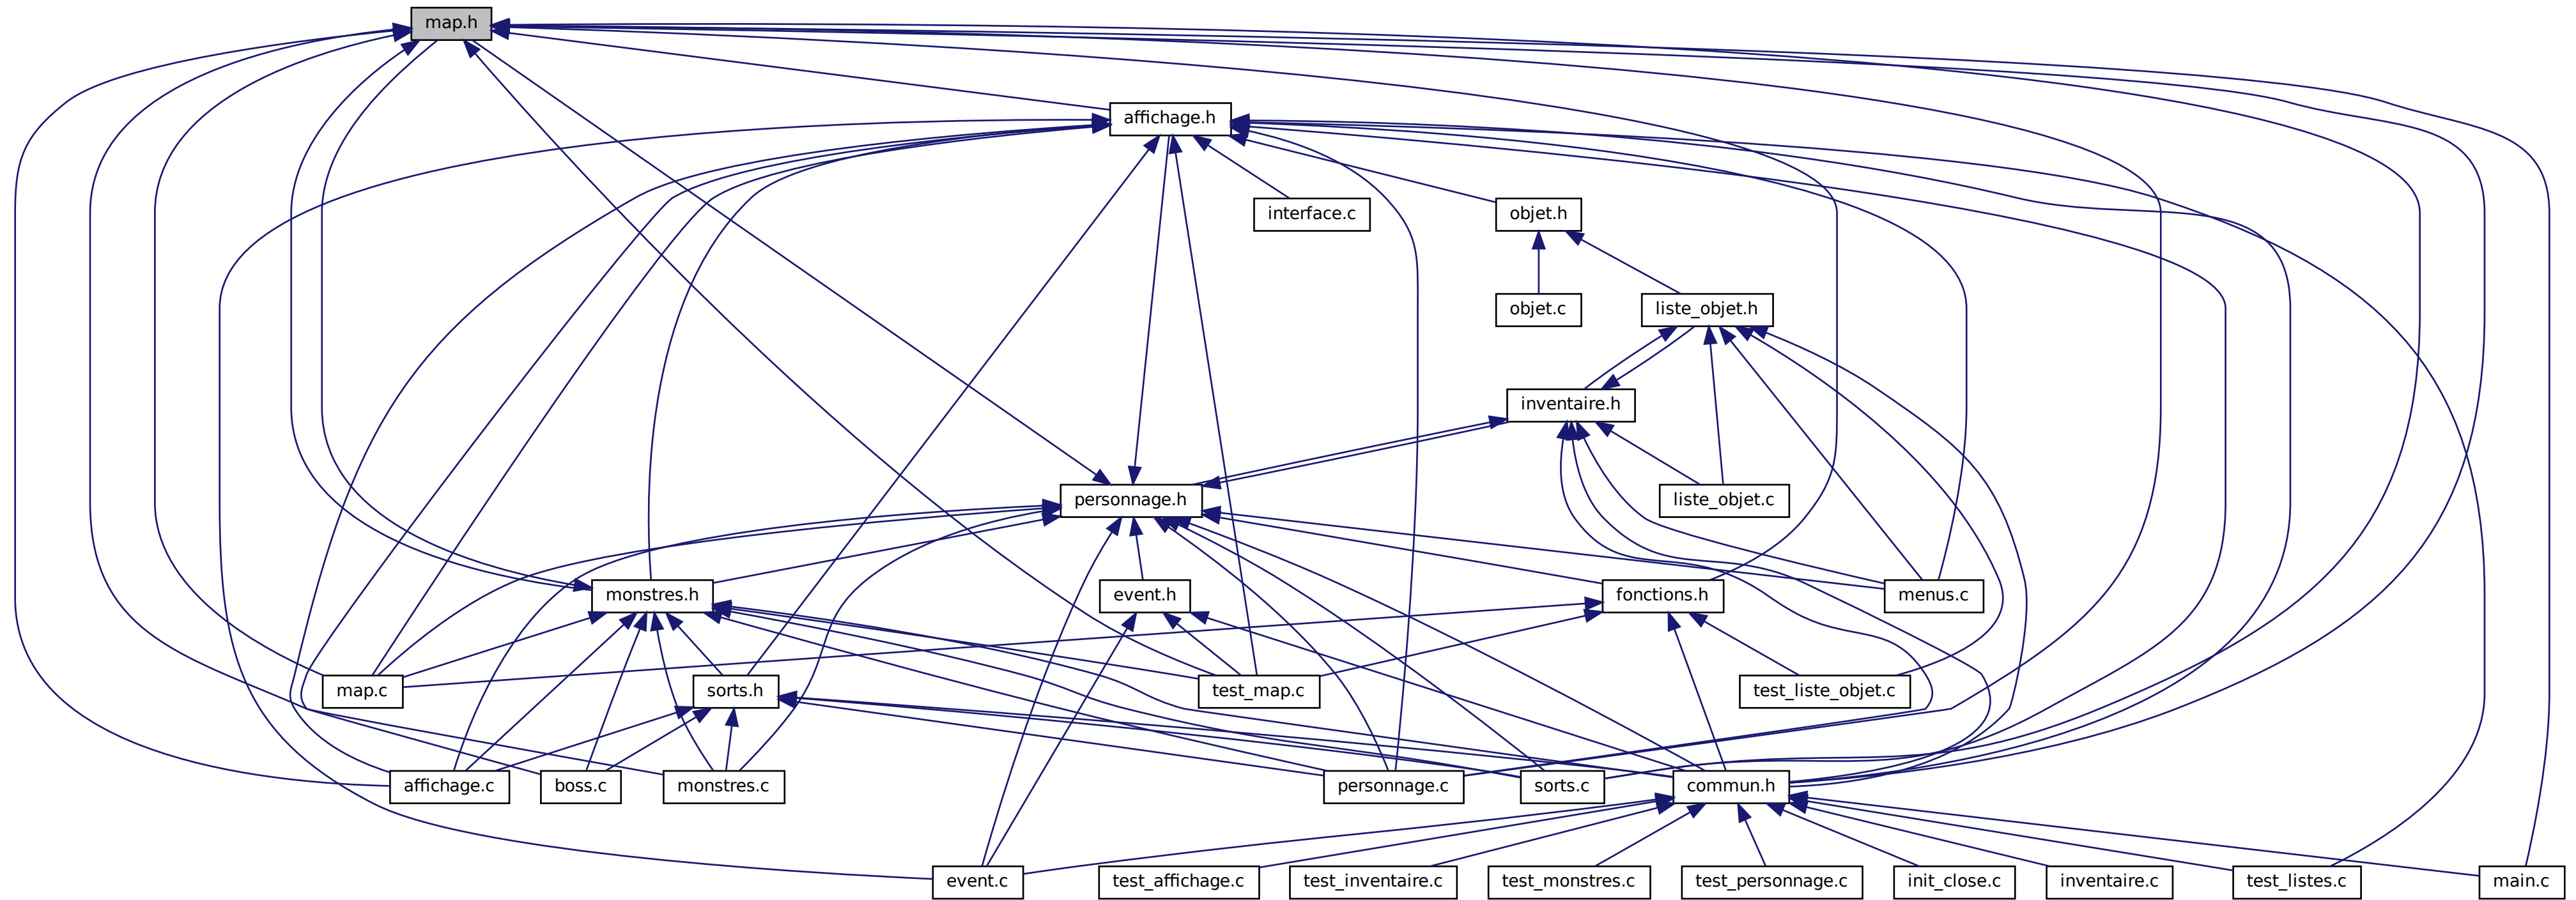 map.h
affichage.h
interface.c
objet.h
objet.c
liste_objet.h
inventaire.h
personnage.h
liste_objet.c
monstres.h
event.h
fonctions.h
menus.c
map.c
sorts.h
test_map.c
test_liste_objet.c
affichage.c
boss.c
monstres.c
personnage.c
sorts.c
commun.h
event.c
test_affichage.c
test_inventaire.c
test_monstres.c
test_personnage.c
init_close.c
inventaire.c
test_listes.c
main.c